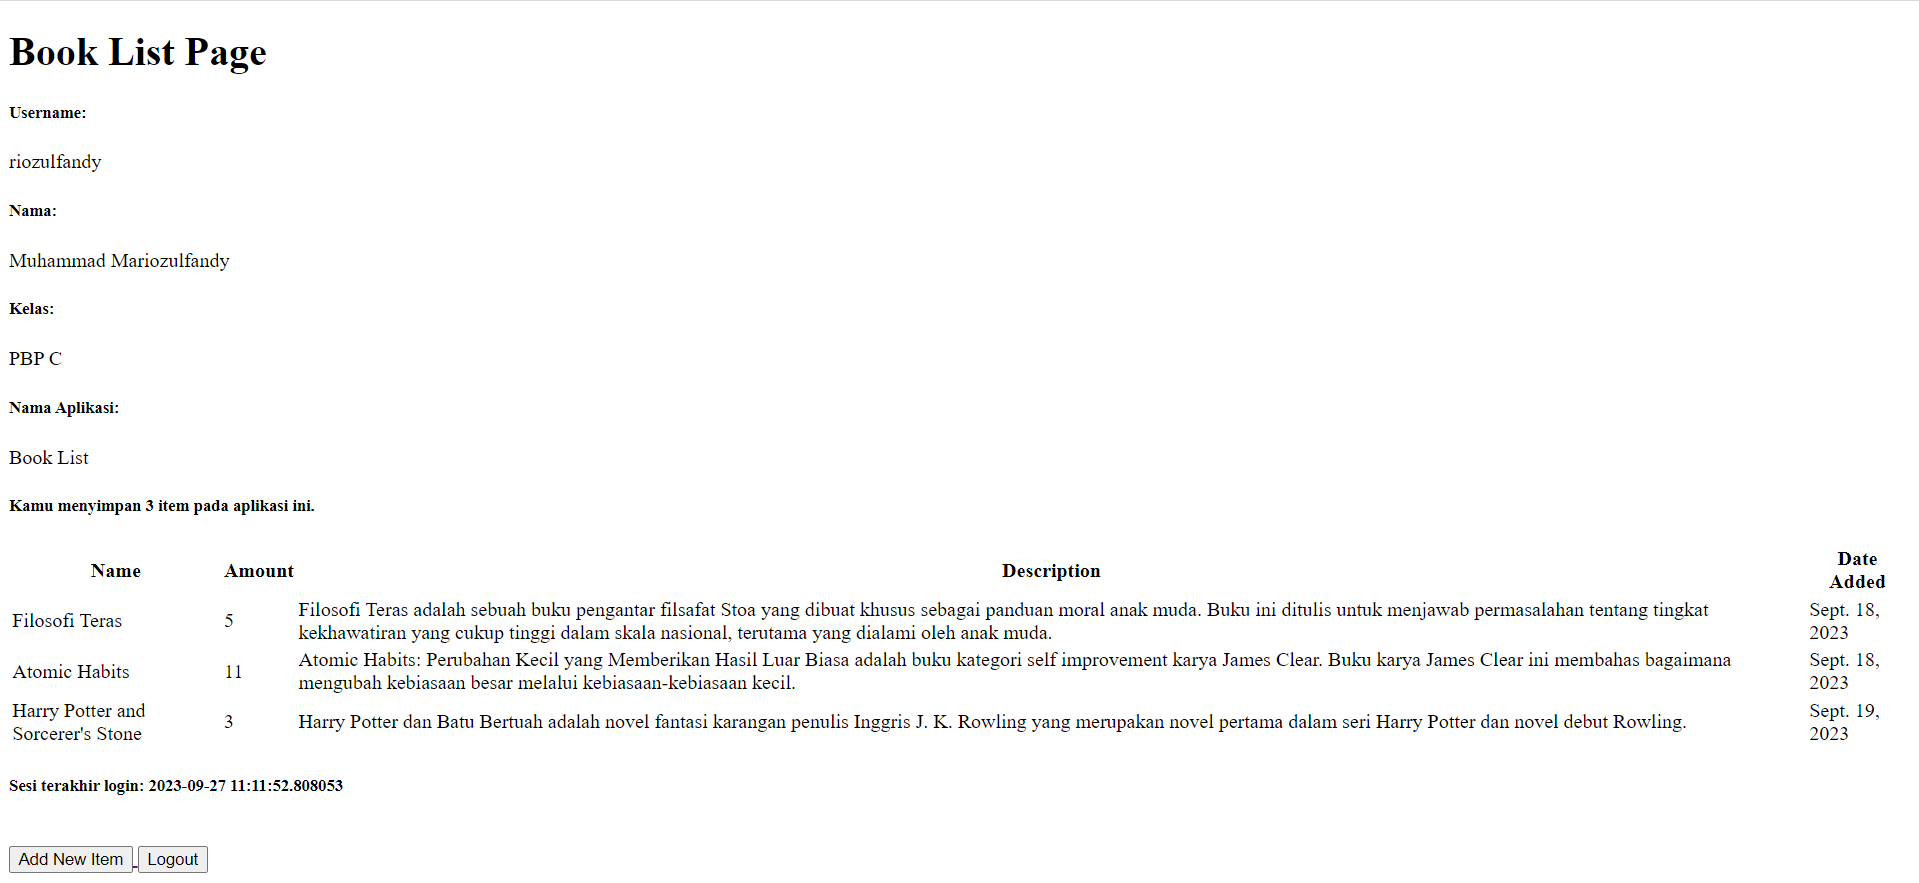 Book List Page
Username:
riozulfandy
Nama:
Muhammad Mariozulfandy
Kelas:
PBP C
Nama Aplikasi:
Book List
Kamu menyimpan 3 item pada aplikasi ini.
Name Amount Description Date Added
Filosofi Teras 5 Filosofi Teras adalah sebuah buku pengantar filsafat Stoa yang dibuat khusus sebagai panduan moral anak muda. Buku ini ditulis untuk menjawab permasalahan tentang tingkat
kekhawatiran yang cukup tinggi dalam skala nasional, terutama yang dialami oleh anak muda. Sept. 18, 2023
Atomic Habits 11 Atomic Habits: Perubahan Kecil yang Memberikan Hasil Luar Biasa adalah buku kategori self improvement karya James Clear. Buku karya James Clear ini membahas bagaimana
mengubah kebiasaan besar melalui kebiasaan-kebiasaan kecil. Sept. 18, 2023
Harry Potter and Sorcerer's Stone 3 Harry Potter dan Batu Bertuah adalah novel fantasi karangan penulis Inggris J. K. Rowling yang merupakan novel pertama dalam seri Harry Potter dan novel debut Rowling. Sept. 19, 2023
Sesi terakhir login: 2023-09-27 11:11:52.808053
Add New Item Logout